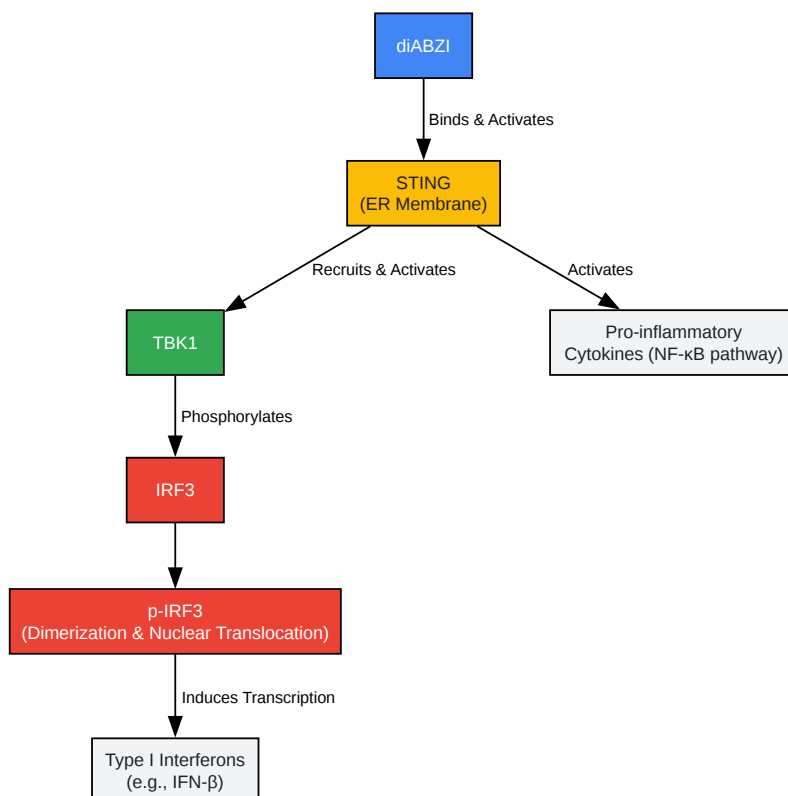 diABZI
Binds & Activates
STING
(ER Membrane)
Recruits & Activates
Activates
TBK1
Pro-inflammatory
Cytokines (NF-κB pathway)
Phosphorylates
IRF3
p-IRF3
(Dimerization & Nuclear Translocation)
Induces Transcription
Type I Interferons
(e.g., IFN-β)